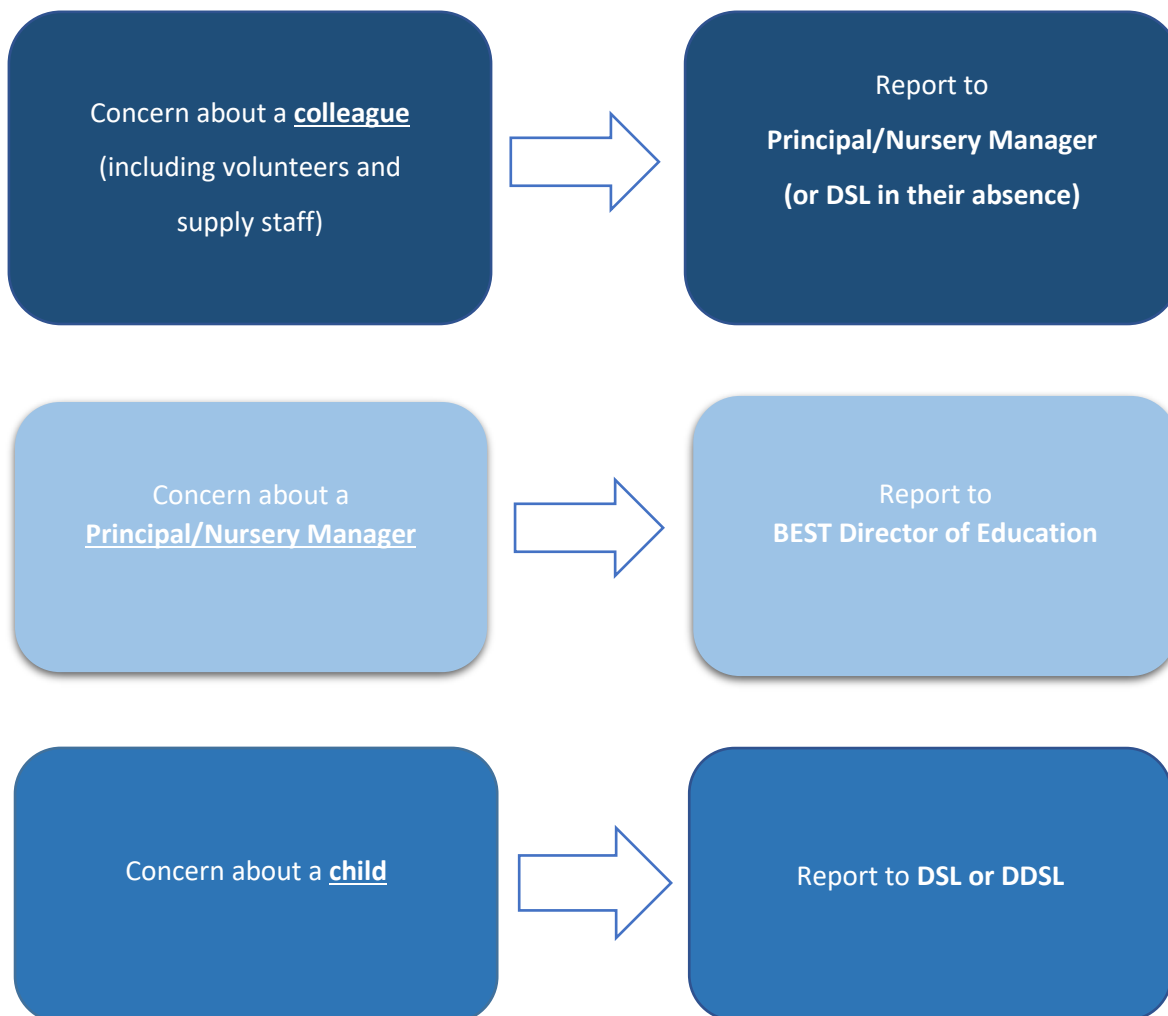 Concern about a colleague
(including volunteers and
supply staff)
Report to
Principal/Nursery Manager
(or DSL in their absence)
Concern about a
Principal/Nursery Manager
Report to
BEST Director of Education
Concern about a child
Report to DSL or DDSL